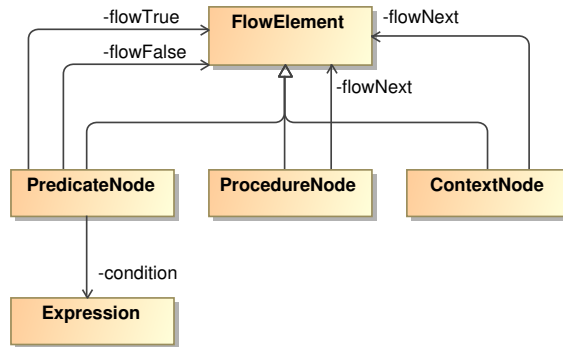 -flowTrue
FlowElement
-flowNext
-flowFalse
-flowNext
PredicateNode
ProcedureNode
ContextNode
-condition
Expression